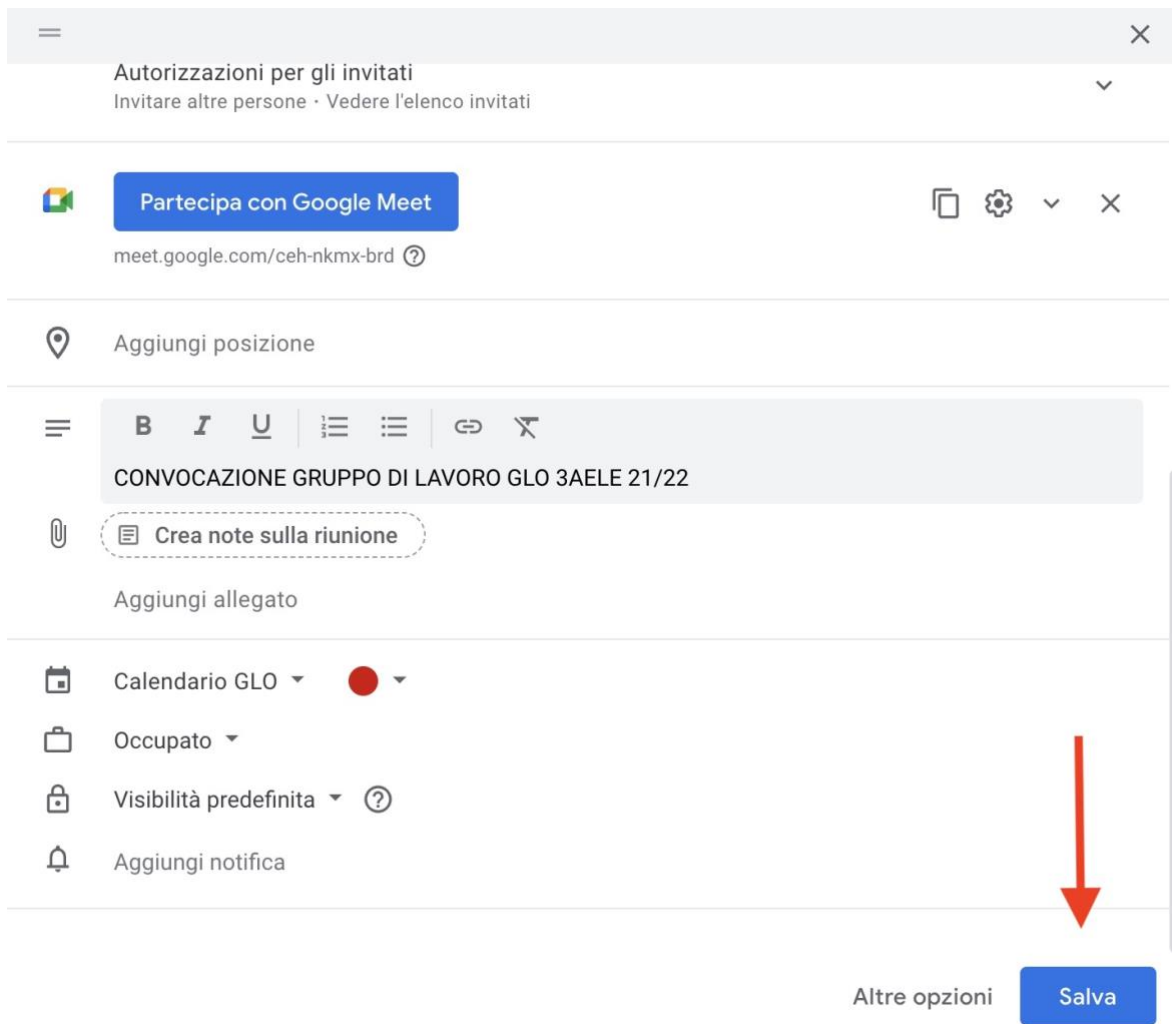 Autorizzazioni per gli invitati
Invitare altre persone · Vedere l'elenco invitati
Partecipa con Google Meet
meet.google.com/ceh-nkmx-brd
Aggiungi posizione
B I U
CONVOCAZIONE GRUPPO DI LAVORO GLO 3AELE 21/22
Crea note sulla riunione
Aggiungi allegato
Calendario GLO
Occupato
Visibilità predefinita
Aggiungi notifica
Altre opzioni Salva